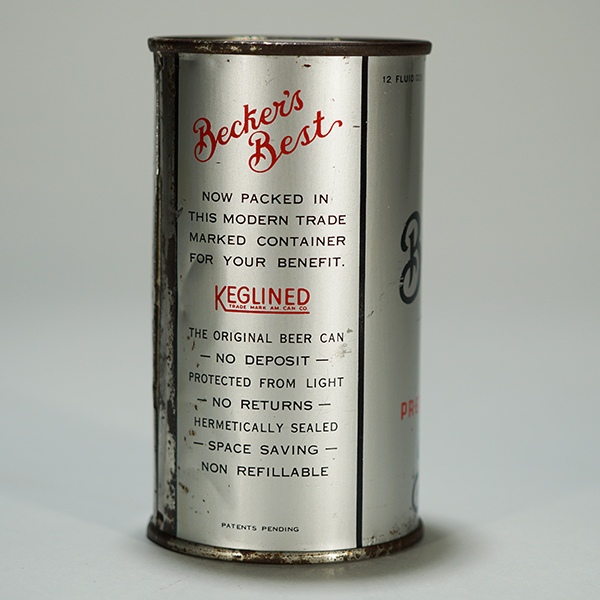 Becker's
Best
NOW PACKED IN
THIS MODERN TRADE
MARKED CONTAINER
FOR YOUR BENEFIT.
KEGLINED
TRADE MARK AM. CAN CO.
THE ORIGINAL BEER CAN
— NO DEPOSIT —
PROTECTED FROM LIGHT
— NO RETURNS —
HERMETICALLY SEALED
— SPACE SAVING —
NON REFILLABLE
PATENTS PENDING
12 FLUID